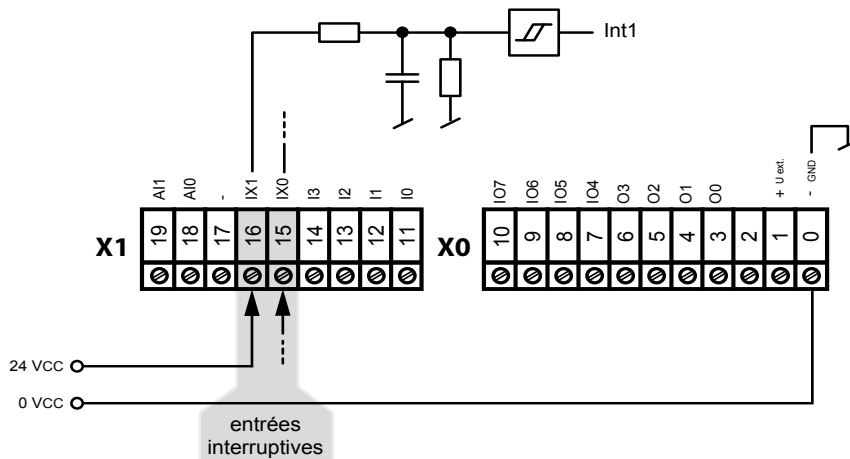 Int1
AI1
AI0
-
IX1
IX0
I3
I2
I1
I0
IO7
IO6
IO5
IO4
O3
O2
O1
O0
+ U ext.
- GND
X1
19
18
17
16
15
14
13
12
11
X0
10
9
8
7
6
5
4
3
2
1
0
24 VCC
0 VCC
entrées
interruptives